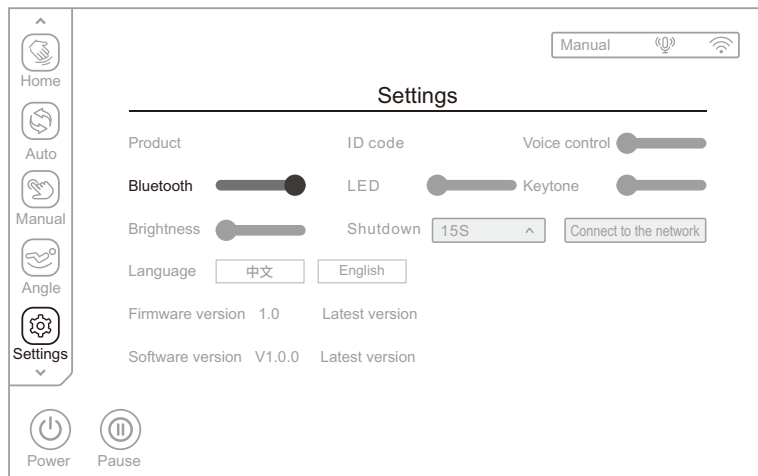 Manual
Home
Settings
Auto
Product ID code Voice control
Bluetooth LED Keytone
Manual
Brightness Shutdown 15S Connect to the network
Language 中文 English
Angle
Firmware version 1.0 Latest version
Settings
Software version V1.0.0 Latest version
Power Pause